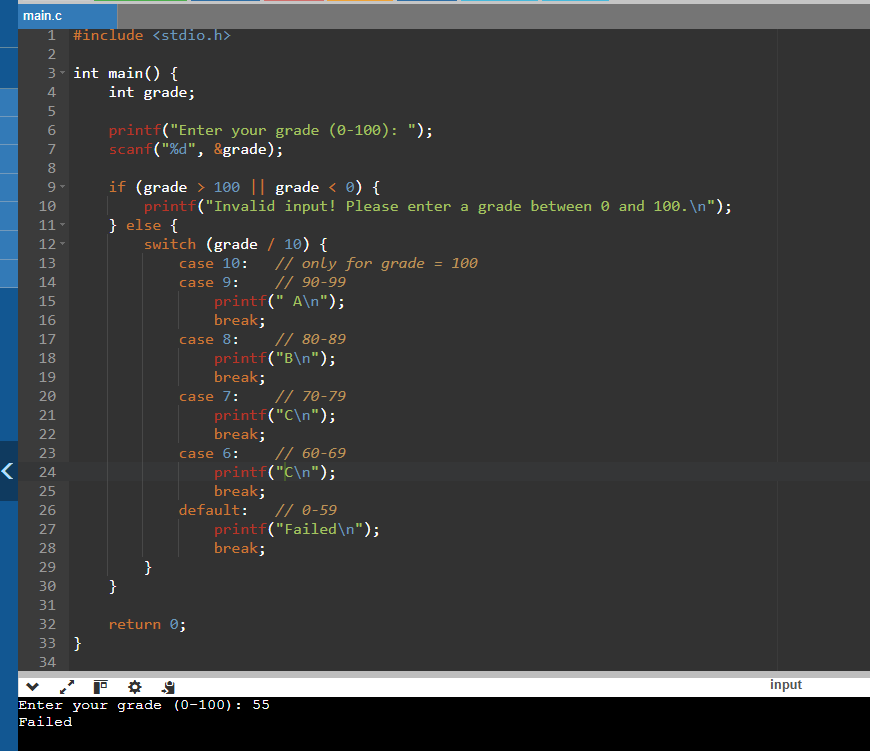 main.c
1 #include <stdio.h>
2
3 int main() {
4     int grade;
5
6     printf("Enter your grade (0-100): ");
7     scanf("%d", &grade);
8
9     if (grade > 100 || grade < 0) {
10         printf("Invalid input! Please enter a grade between 0 and 100.\n");
11     } else {
12         switch (grade / 10) {
13             case 10:   // only for grade = 100
14             case 9:    // 90-99
15                 printf(" A\n");
16                 break;
17             case 8:    // 80-89
18                 printf("B\n");
19                 break;
20             case 7:    // 70-79
21                 printf("C\n");
22                 break;
23             case 6:    // 60-69
24                 printf("C\n");
25                 break;
26             default:   // 0-59
27                 printf("Failed\n");
28                 break;
29         }
30     }
31
32     return 0;
33 }
34
input
Enter your grade (0-100): 55
Failed